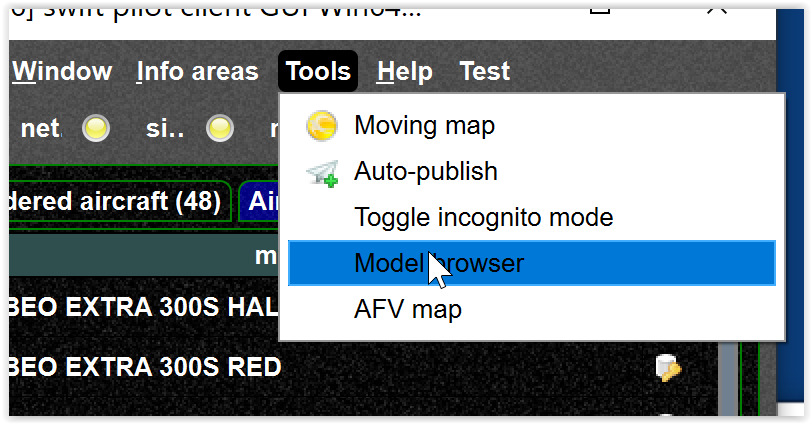 swift pilot client GUI Win64...
Window Info areas Tools Help Test
net. si..
Moving map
Auto-publish
Toggle incognito mode
Model browser
AFV map
dered aircraft (48) Ai
m
BEO EXTRA 300S HAL
BEO EXTRA 300S RED